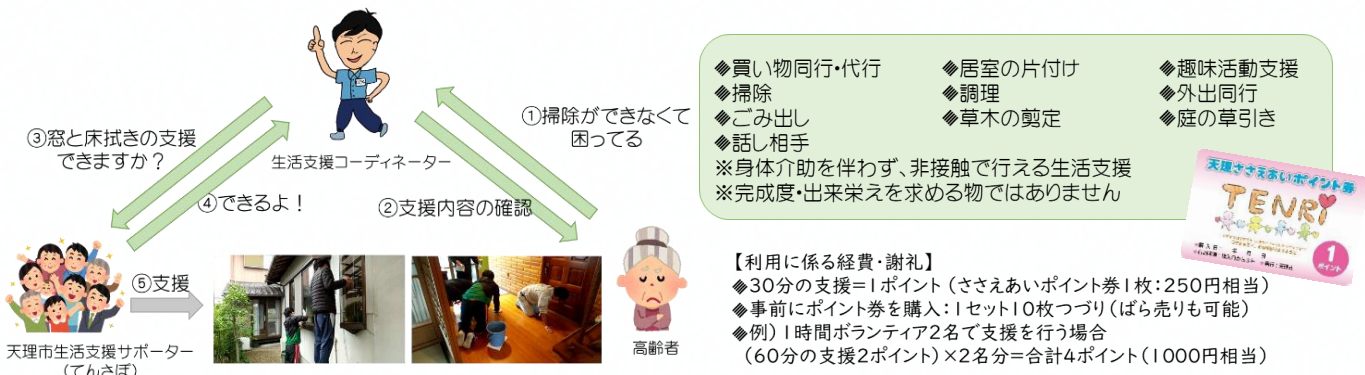 ①掃除ができなくて
困ってる
③窓と床拭きの支援
できますか？
生活支援コーディネーター
④できるよ！
②支援内容の確認
⑤支援
天理市生活支援サポーター
（てんさぽ）
高齢者
◆買い物同行・代行
◆居室の片付け
◆趣味活動支援
◆掃除
◆調理
◆外出同行
◆ごみ出し
◆草木の剪定
◆庭の草引き
◆話し相手
※身体介助を伴わず、非接触で行える生活支援
※完成度・出来栄えを求める物ではありません
天理ささえあいポイント券
TENRi
1
ポイント
【利用に係る経費・謝礼】
◆30分の支援＝1ポイント（ささえあいポイント券1枚：250円相当）
◆事前にポイント券を購入：1セット10枚つづり（ばら売りも可能）
◆例）1時間ボランティア2名で支援を行う場合
（60分の支援2ポイント）×2名分＝合計4ポイント（1000円相当）